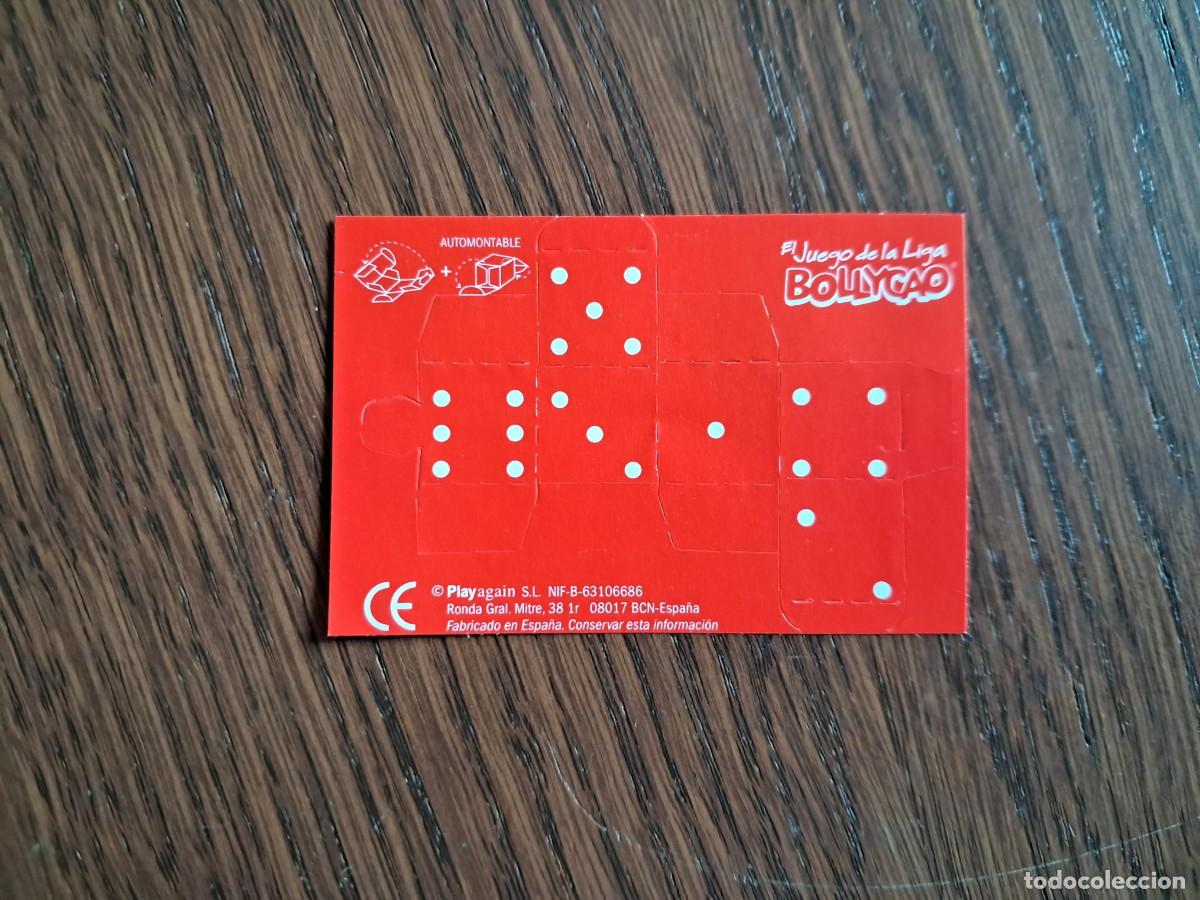 AUTOMONTABLE
+
El Juego de la Liga
BOLLYCAO
CE
© Playagain S.L. NIF-B-63106686
Ronda Gral. Mitre, 38 1r 08017 BCN-España
Fabricado en España. Conservar esta información
todocoleccion